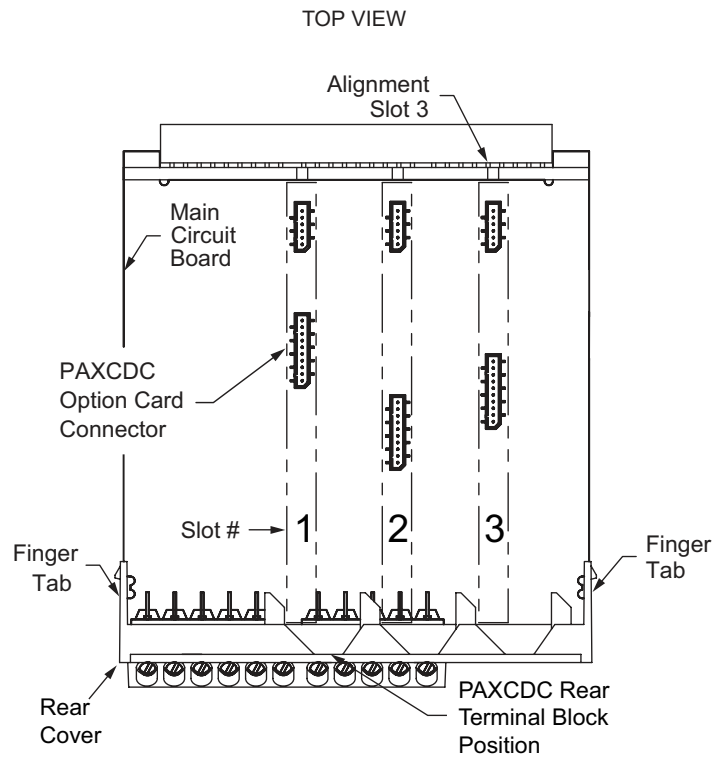 TOP VIEW
Alignment
Slot 3
Main
Circuit
Board
PAXCDC
Option Card
Connector
Slot #
1
2
3
Finger
Tab
Finger
Tab
Rear
Cover
PAXCDC Rear
Terminal Block
Position